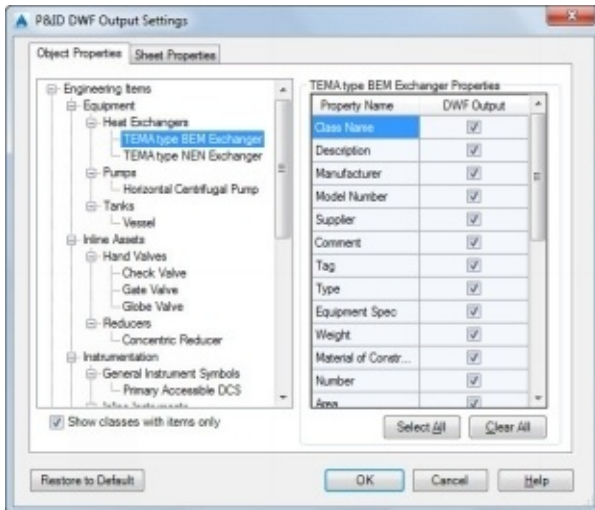 P&ID DWF Output Settings
Object Properties
Sheet Properties
Engineering Items
Equipment
Heat Exchangers
TEMA type BEM Exchanger
TEMA type NEN Exchanger
Pumps
Horizontal Centrifugal Pump
Tanks
Vessel
Inline Assets
Hand Valves
Check Valve
Gate Valve
Globe Valve
Reducers
Concentric Reducer
Instrumentation
General Instrument Symbols
Primary Accessible DCS
Inline Instruments
Show classes with items only
TEMA type BEM Exchanger Properties
Property Name DWF Output
Class Name
Description
Manufacturer
Model Number
Supplier
Comment
Tag
Type
Equipment Spec
Weight
Material of Constr...
Number
Area
Select All Clear All
Restore to Default OK Cancel Help